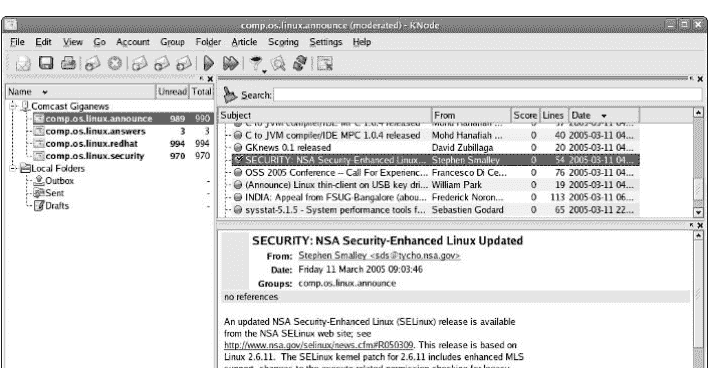 comp.os.linux.announce (moderated) - KNode
File Edit View Go Account Group Folder Article Scoring Settings Help
Name Unread Total
Comcast Giganews
comp.os.linux.announce 989 990
comp.os.linux.answers 3 3
comp.os.linux.redhat 994 994
comp.os.linux.security 970 970
Local Folders
Outbox -
Sent -
Drafts -
Search:
Subject From Score Lines Date
C to JVM compiler/IDE MPC 1.0.4 released Mohd Hanafiah ...
C to JVM compiler/IDE MPC 1.0.4 released Mohd Hanafiah ... 0 40 2005-03-11 04...
GKnews 0.1 released David Zubillaga 0 20 2005-03-11 04...
SECURITY: NSA Security-Enhanced Linux... Stephen Smalley 0 54 2005-03-11 04...
OSS 2005 Conference -- Call For Experienc... Francesco Di Ce... 0 76 2005-03-11 04...
(Announce) Linux thin-client on USB key dri... William Park 0 19 2005-03-11 04...
INDIA: Appeal from FSUG-Bangalore (abou... Frederick Noron... 0 113 2005-03-11 06...
sysstat-5.1.5 - System performance tools f... Sebastien Godard 0 65 2005-03-11 22...
SECURITY: NSA Security-Enhanced Linux Updated
From: Stephen Smalley <sds@tycho.nsa.gov>
Date: Friday 11 March 2005 09:03:46
Groups: comp.os.linux.announce
no references
An updated NSA Security-Enhanced Linux (SELinux) release is available
from the NSA SELinux web site; see
http://www.nsa.gov/selinux/news.cfm#R050309. This release is based on
Linux 2.6.11. The SELinux kernel patch for 2.6.11 includes enhanced MLS